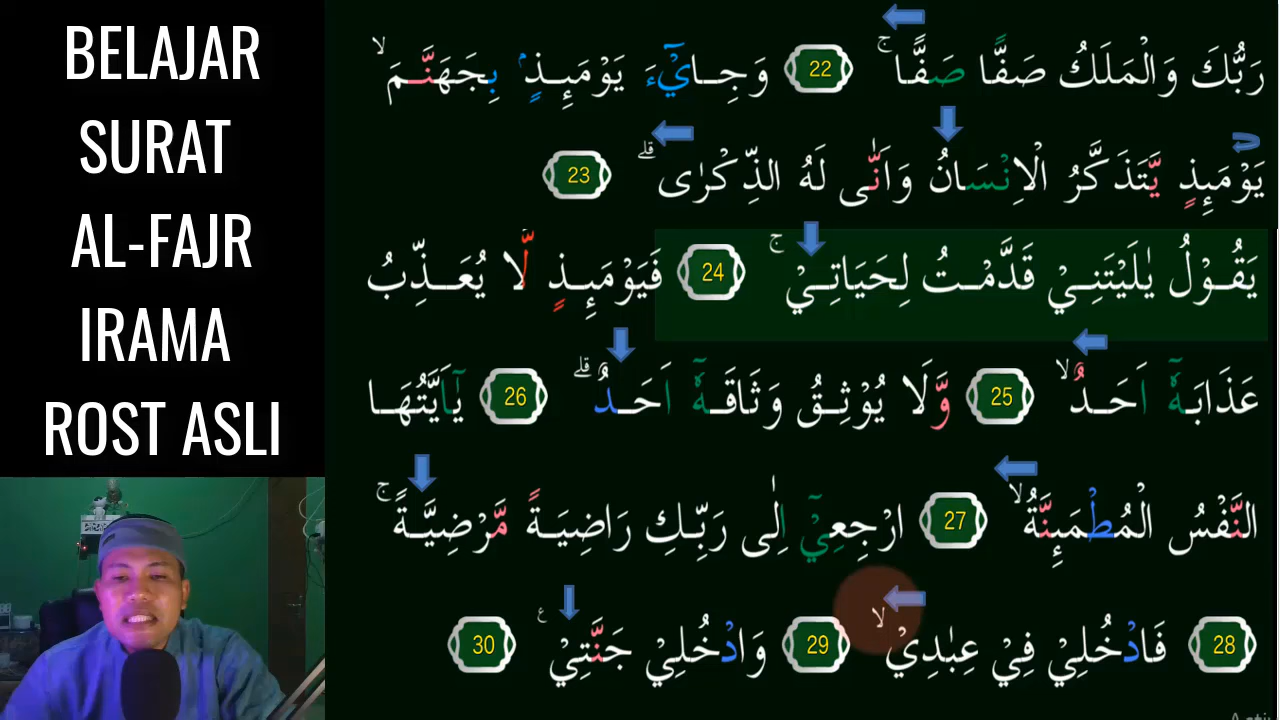 BELAJAR
SURAT
AL-FAJR
IRAMA
ROST ASLI
رَبُّكَ وَالْمَلَكُ صَفًّا صَفًّاۚ 22 وَجِايْۤءَ يَوْمَىِٕذٍۢ بِجَهَنَّمَۙ
يَوْمَىِٕذٍ يَّتَذَكَّرُ الْاِنْسَانُ وَاَنّٰى لَهُ الذِّكْرٰىۗ 23
يَقُوْلُ يٰلَيْتَنِيْ قَدَّمْتُ لِحَيَاتِيْۚ 24 فَيَوْمَىِٕذٍ لَّا يُعَذِّبُ
عَذَابَهٗٓ اَحَدٌۙ 25 وَّلَا يُوْثِقُ وَثَاقَهٗٓ اَحَدٌۗ 26 يٰٓاَيَّتُهَا
النَّفْسُ الْمُطْمَىِٕنَّةُۙ 27 ارْجِعِيْٓ اِلٰى رَبِّكِ رَاضِيَةً مَّرْضِيَّةًۚ
28 فَادْخُلِيْ فِيْ عِبٰدِيْۙ 29 وَادْخُلِيْ جَنَّتِيْࣖ 30